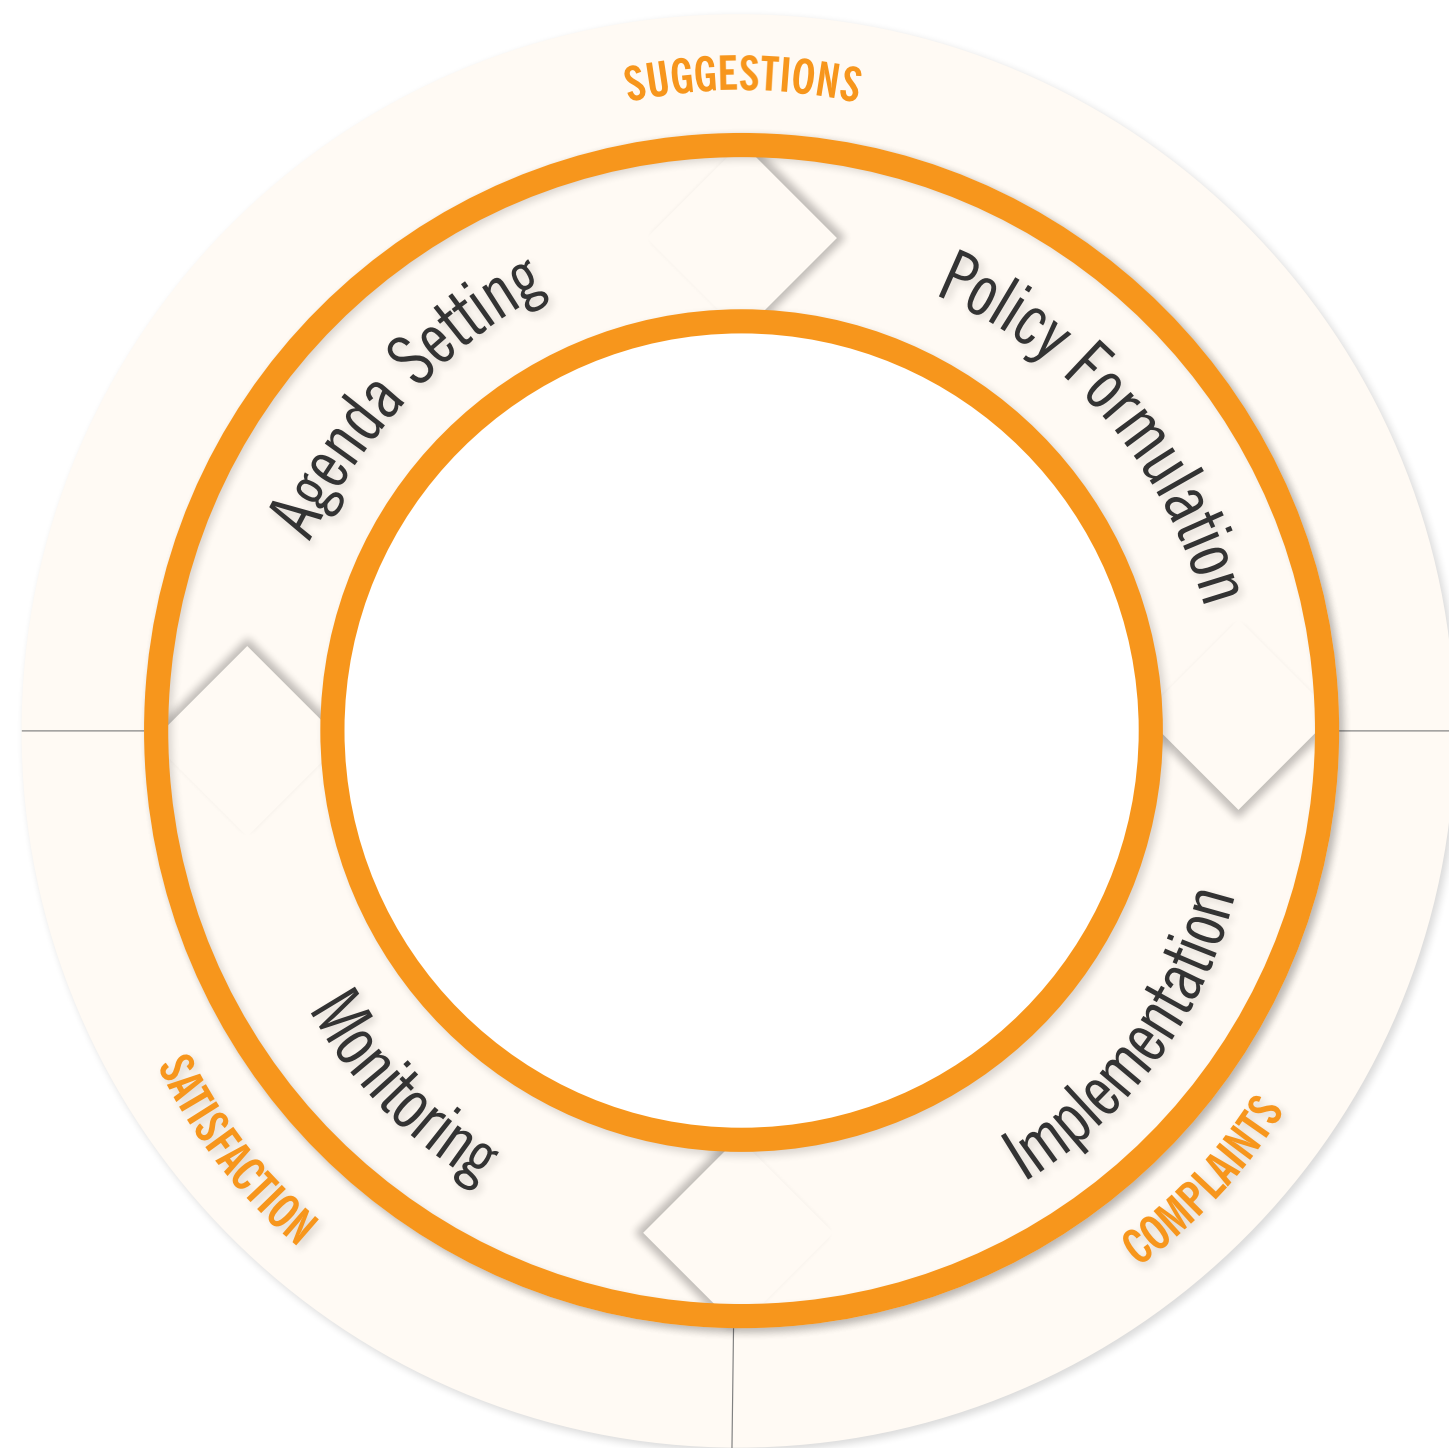 SUGGESTIONS
Agenda Setting
Policy Formulation
Implementation
Monitoring
COMPLAINTS
SATISFACTION